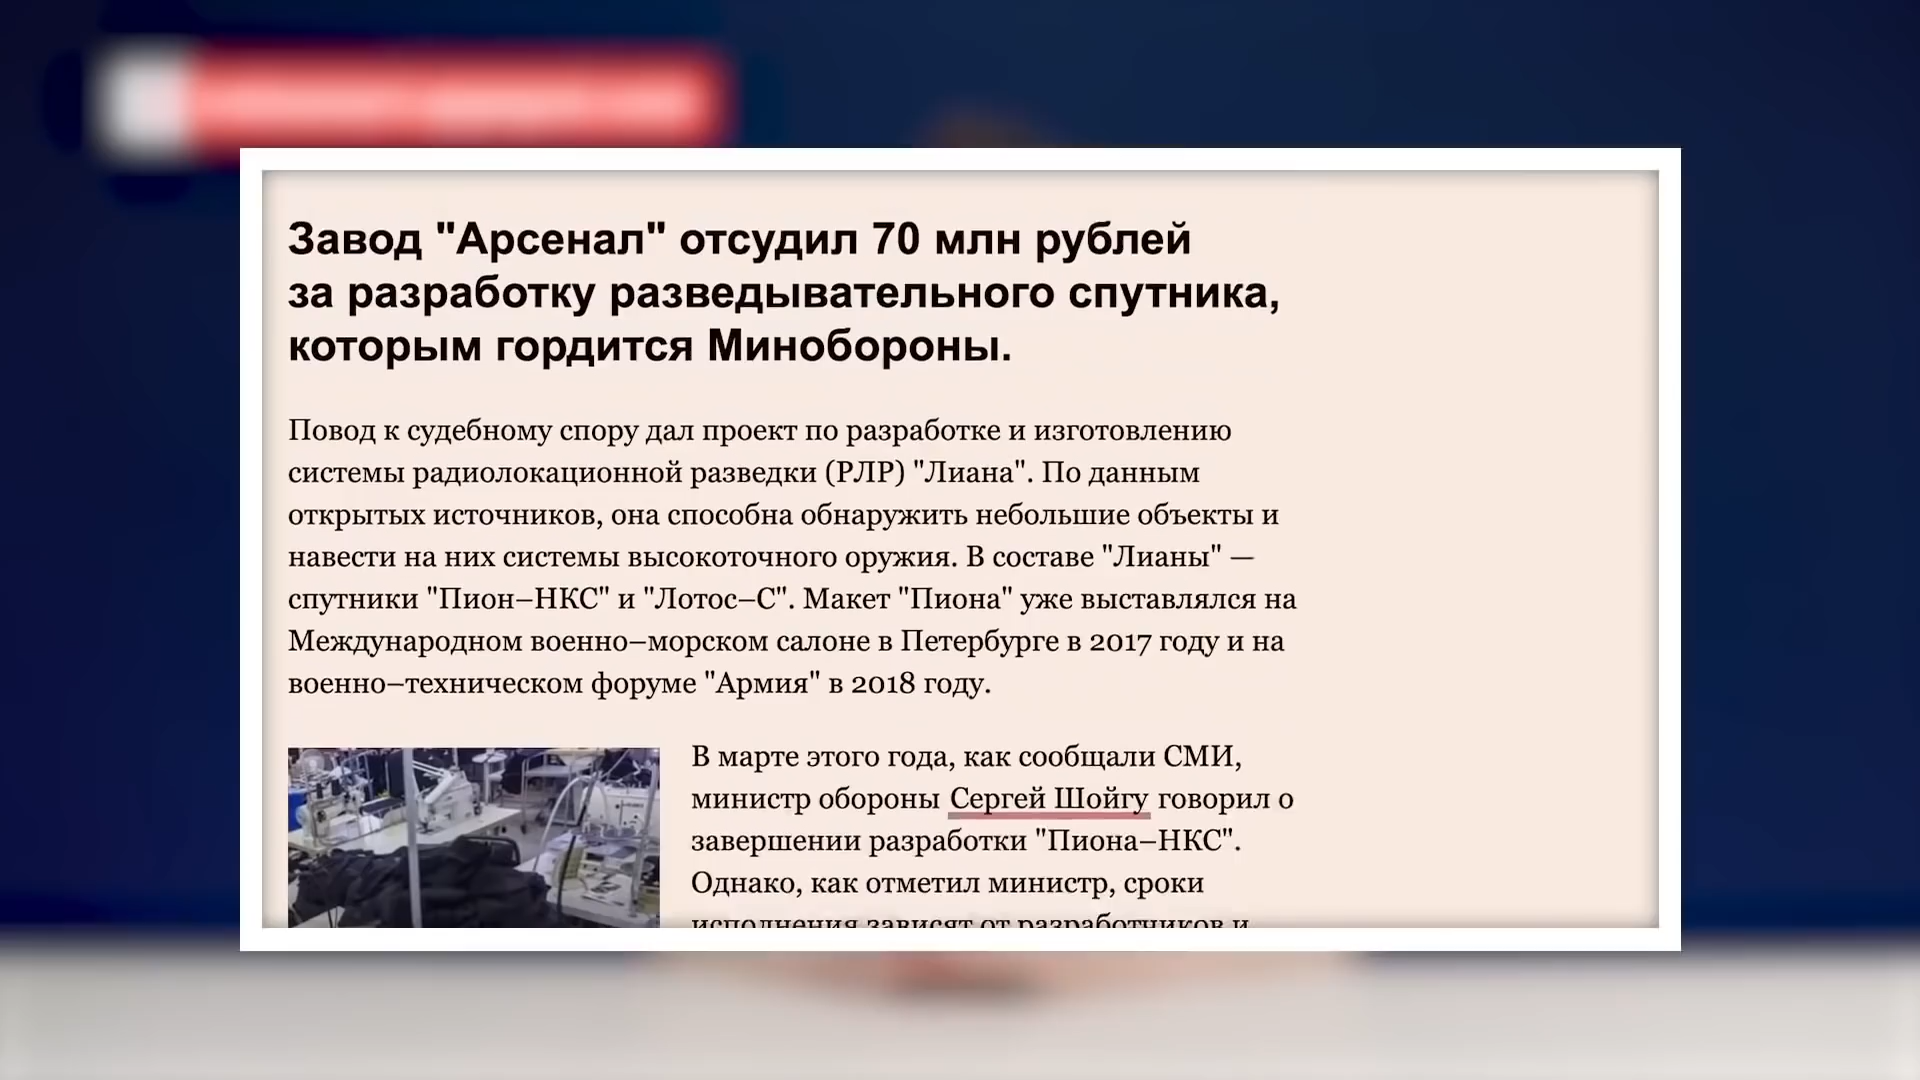 Завод "Арсенал" отсудил 70 млн рублей
за разработку разведывательного спутника,
которым гордится Минобороны.
Повод к судебному спору дал проект по разработке и изготовлению
системы радиолокационной разведки (РЛР) "Лиана". По данным
открытых источников, она способна обнаружить небольшие объекты и
навести на них системы высокоточного оружия. В составе "Лианы" —
спутники "Пион–НКС" и "Лотос–С". Макет "Пиона" уже выставлялся на
Международном военно–морском салоне в Петербурге в 2017 году и на
военно–техническом форуме "Армия" в 2018 году.
В марте этого года, как сообщали СМИ,
министр обороны Сергей Шойгу говорил о
завершении разработки "Пиона–НКС".
Однако, как отметил министр, сроки
исполнения зависят от разработчиков и